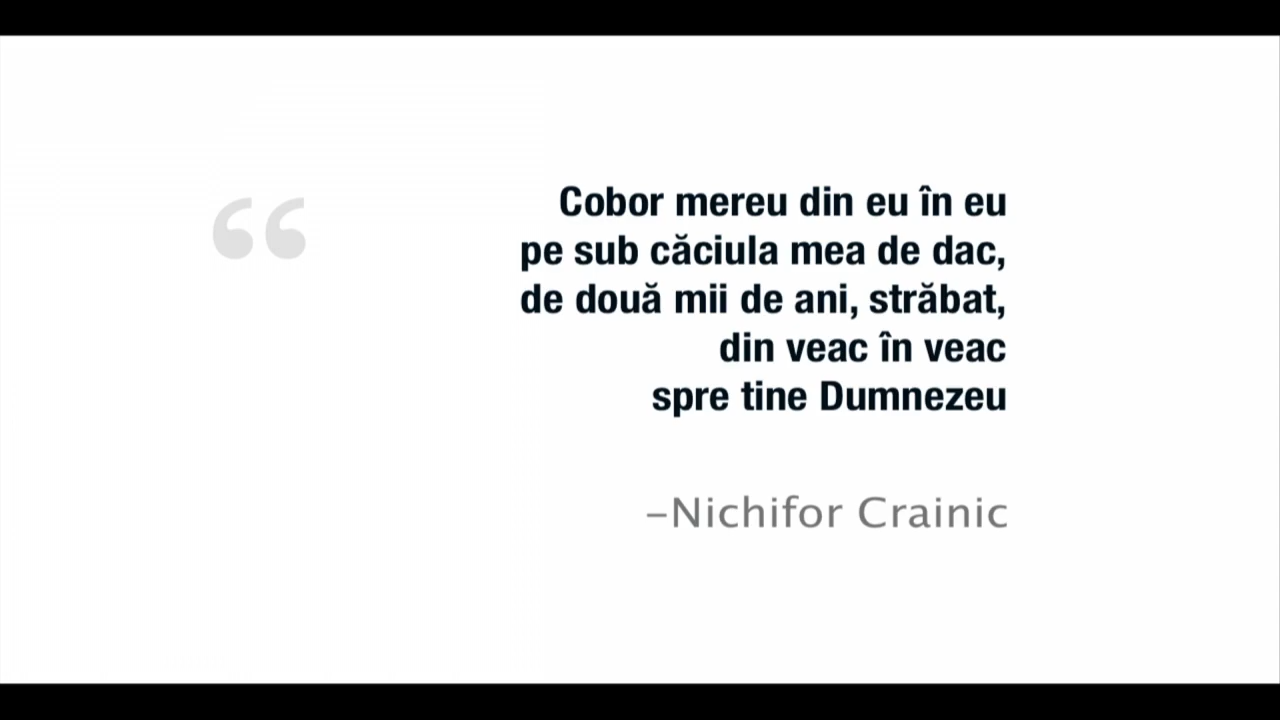 “
Cobor mereu din eu în eu
pe sub căciula mea de dac,
de două mii de ani, străbat,
din veac în veac
spre tine Dumnezeu
–Nichifor Crainic